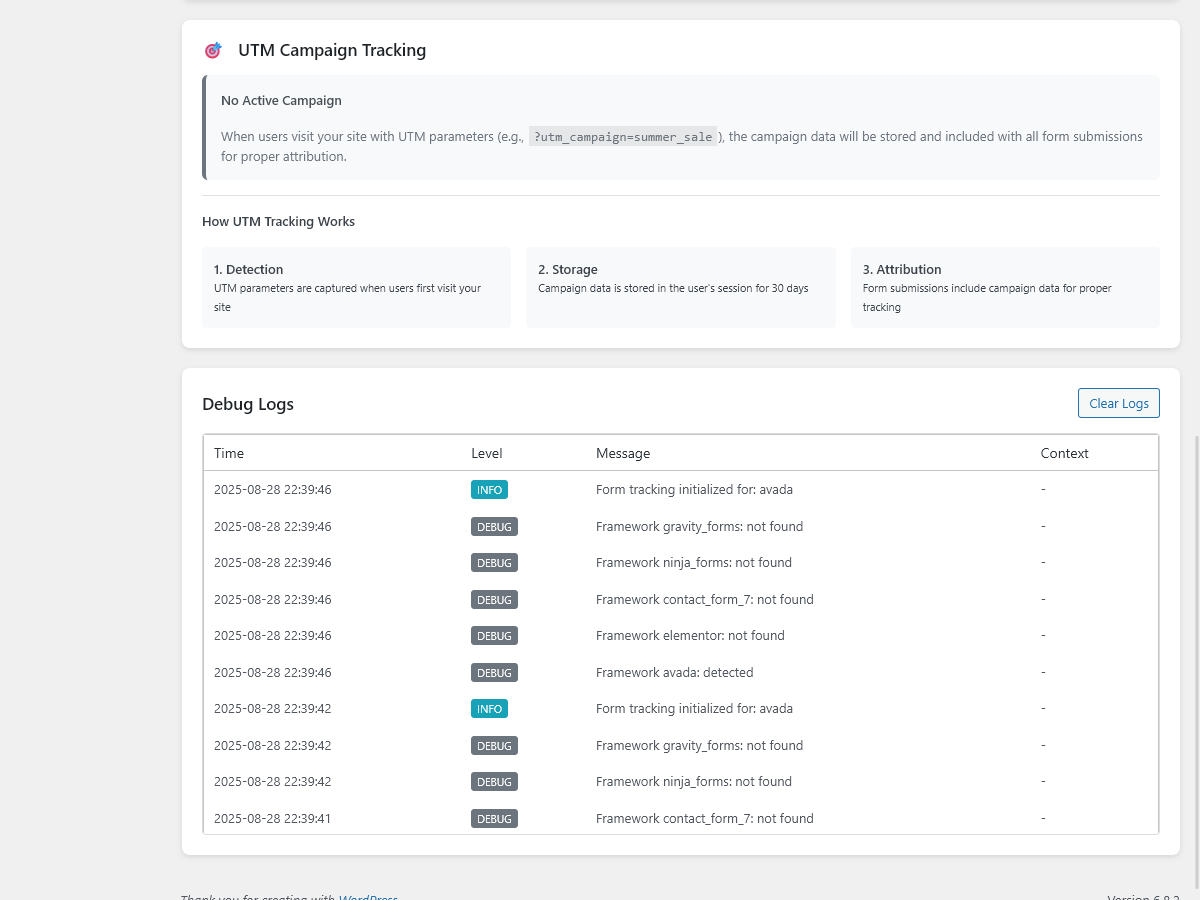 UTM Campaign Tracking
No Active Campaign
When users visit your site with UTM parameters (e.g., ?utm_campaign=summer_sale ), the campaign data will be stored and included with all form submissions
for proper attribution.
How UTM Tracking Works
1. Detection
UTM parameters are captured when users first visit your
site
2. Storage
Campaign data is stored in the user's session for 30 days
3. Attribution
Form submissions include campaign data for proper
tracking
Debug Logs
Clear Logs
Time Level Message Context
2025-08-28 22:39:46 INFO Form tracking initialized for: avada -
2025-08-28 22:39:46 DEBUG Framework gravity_forms: not found -
2025-08-28 22:39:46 DEBUG Framework ninja_forms: not found -
2025-08-28 22:39:46 DEBUG Framework contact_form_7: not found -
2025-08-28 22:39:46 DEBUG Framework elementor: not found -
2025-08-28 22:39:46 DEBUG Framework avada: detected -
2025-08-28 22:39:42 INFO Form tracking initialized for: avada -
2025-08-28 22:39:42 DEBUG Framework gravity_forms: not found -
2025-08-28 22:39:42 DEBUG Framework ninja_forms: not found -
2025-08-28 22:39:41 DEBUG Framework contact_form_7: not found -
Thank you for creating with WordPress Version 6.8.2